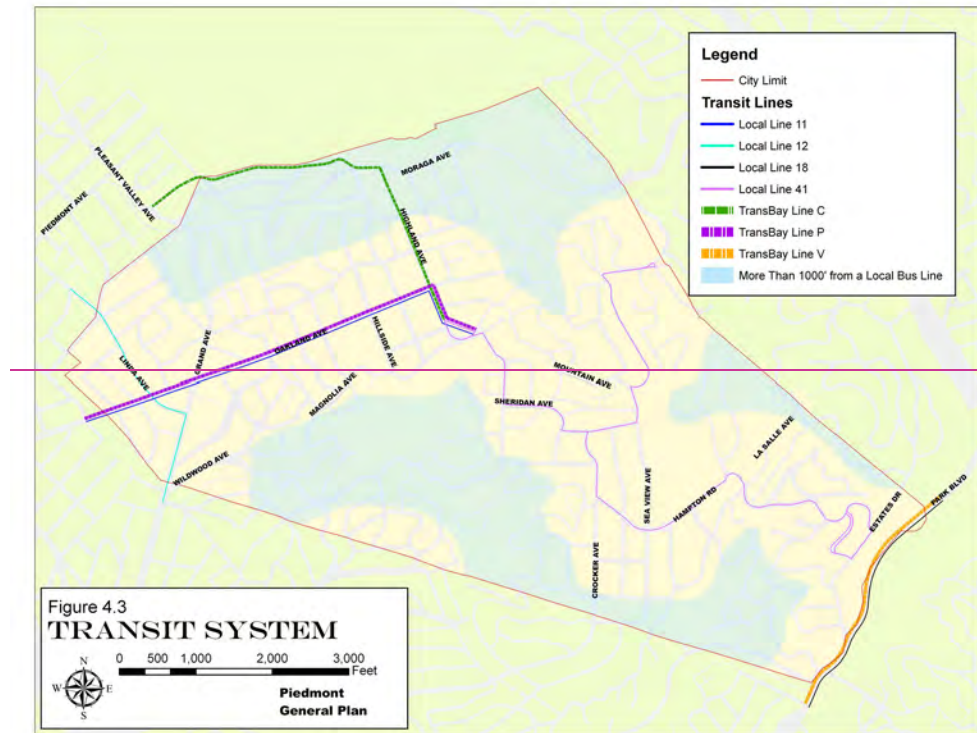 Legend
City Limit
Transit Lines
Local Line 11
Local Line 12
Local Line 18
Local Line 41
TransBay Line C
TransBay Line P
TransBay Line V
More Than 1000' from a Local Bus Line
PLEASANT VALLEY AVE
PIEDMONT AVE
MORAGA AVE
HIGHLAND AVE
OAKLAND AVE
GRAND AVE
LINDA AVE
HILLSIDE AVE
MAGNOLIA AVE
WILDWOOD AVE
MOUNTAIN AVE
SHERIDAN AVE
LA SALLE AVE
SEA VIEW AVE
HAMPTON RD
CROCKER AVE
ESTATES DR
PARK BLVD
Figure 4.3
TRANSIT SYSTEM
N
W E
S
0 500 1,000 2,000 3,000
Feet
Piedmont
General Plan